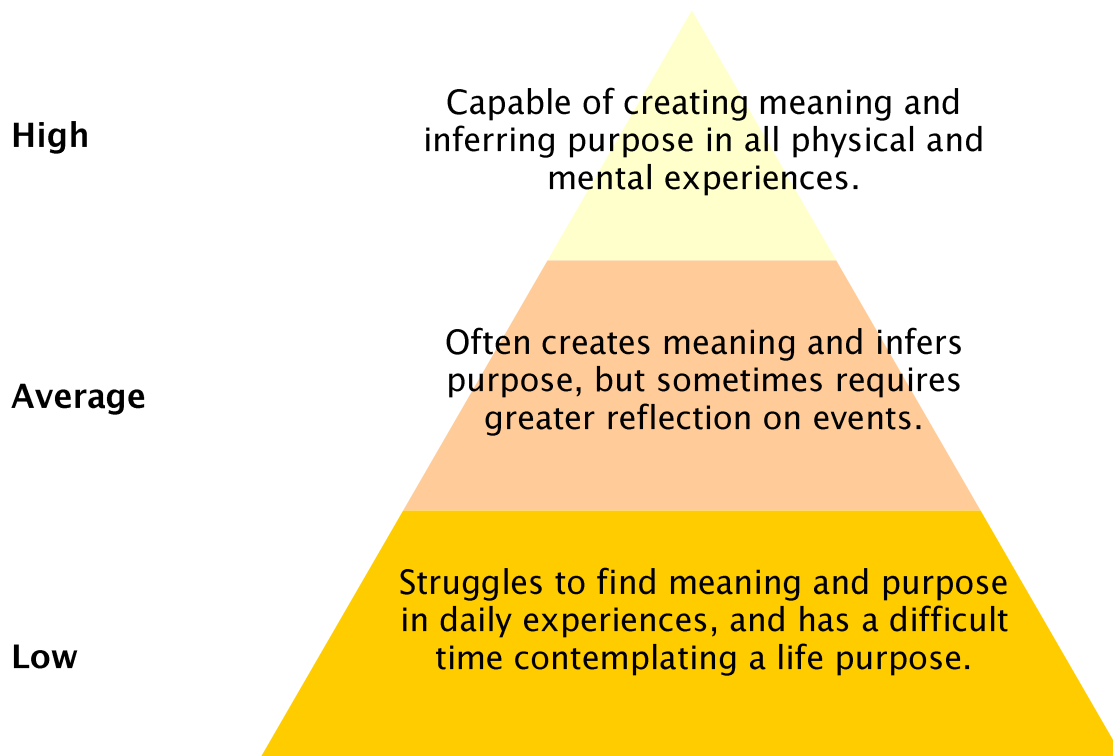 High
Capable of creating meaning and
inferring purpose in all physical and
mental experiences.
Average
Often creates meaning and infers
purpose, but sometimes requires
greater reflection on events.
Low
Struggles to find meaning and purpose
in daily experiences, and has a difficult
time contemplating a life purpose.